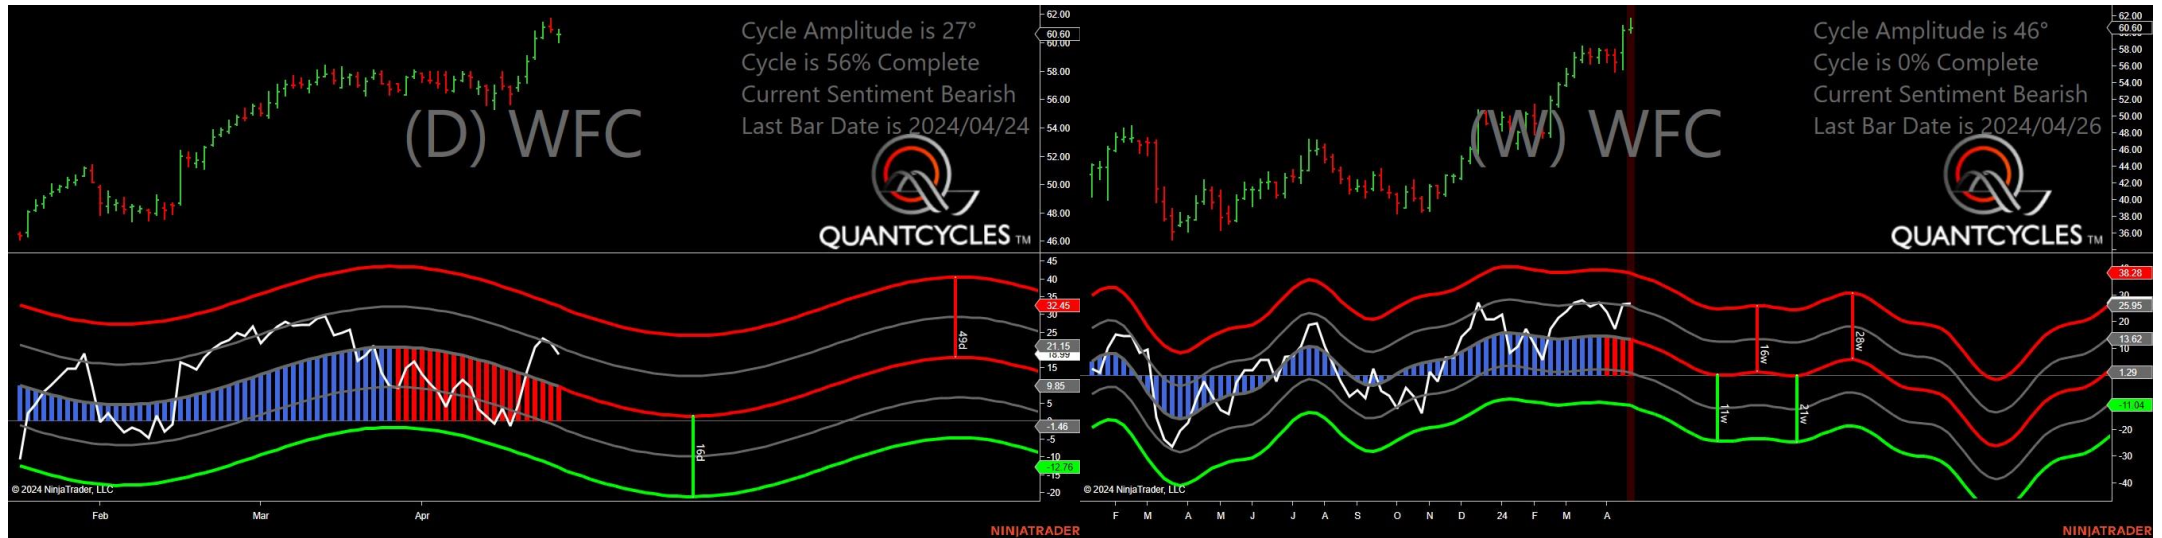 Cycle Amplitude is 27°
Cycle is 56% Complete
Current Sentiment Bearish
Last Bar Date is 2024/04/24
(D) WFC
QUANTCYCLES TM
62.00
60.60
60.00
58.00
56.00
54.00
52.00
50.00
48.00
46.00
45
40
35
32.45
30
25
21.15
18.99
15
9.85
5
0
-1.46
-5
-10
-12.76
-15
-20
49d
16d
© 2024 NinjaTrader, LLC
Feb Mar Apr
NINJATRADER
Cycle Amplitude is 46°
Cycle is 0% Complete
Current Sentiment Bearish
Last Bar Date is 2024/04/26
(W) WFC
QUANTCYCLES TM
62.00
60.60
58.00
56.00
54.00
52.00
50.00
48.00
46.00
44.00
42.00
40.00
38.00
36.00
38.28
25.95
20
13.62
10
1.29
-11.04
-20
-30
-40
16w
28w
11w
21w
© 2024 NinjaTrader, LLC
F M A M J J A S O N D 24 F M A
NINJATRADER